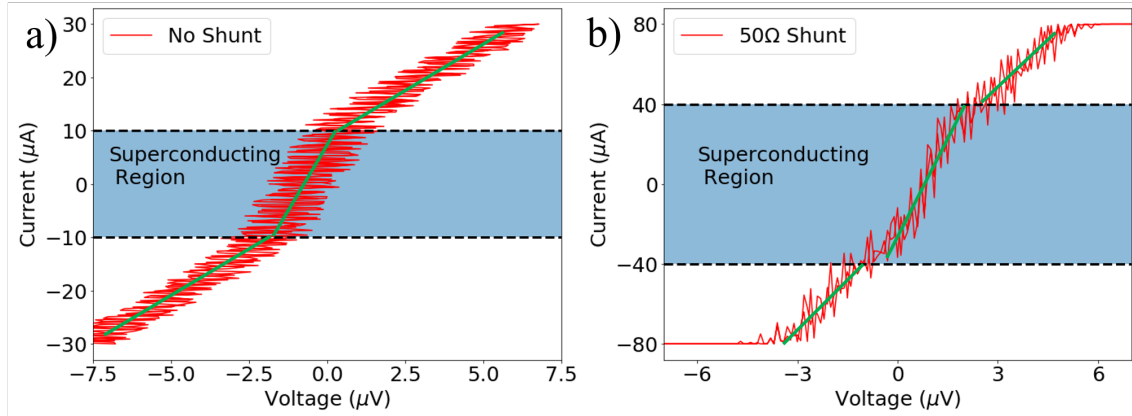 a)
No Shunt
Superconducting
Region
30
20
10
0
−10
−20
−30
Current (μA)
−7.5 −5.0 −2.5 0.0 2.5 5.0 7.5
Voltage (μV)
b)
50Ω Shunt
Superconducting
Region
80
40
0
−40
−80
Current (μA)
−6 −3 0 3 6
Voltage (μV)